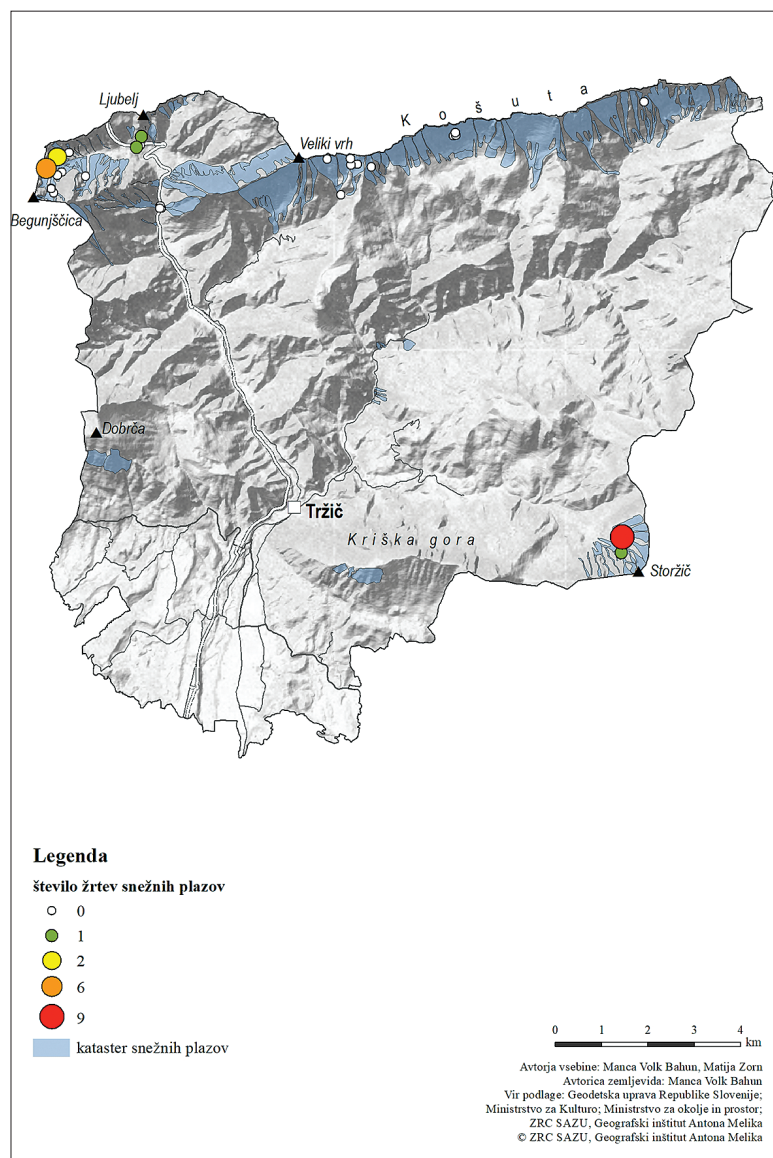 Ljubelj
Košuta
Veliki vrh
Begunjščica
Dobrča
Tržič
Kriška gora
Storžič
Legenda
število žrtev snežnih plazov
0
1
2
6
9
kataster snežnih plazov
0 1 2 3 4
km
Avtorja vsebine: Manca Volk Bahun, Matija Zorn
Avtorica zemljevida: Manca Volk Bahun
Vir podlage: Geodetska uprava Republike Slovenije;
Ministrstvo za Kulturo; Ministrstvo za okolje in prostor;
ZRC SAZU, Geografski inštitut Antona Melika
© ZRC SAZU, Geografski inštitut Antona Melika